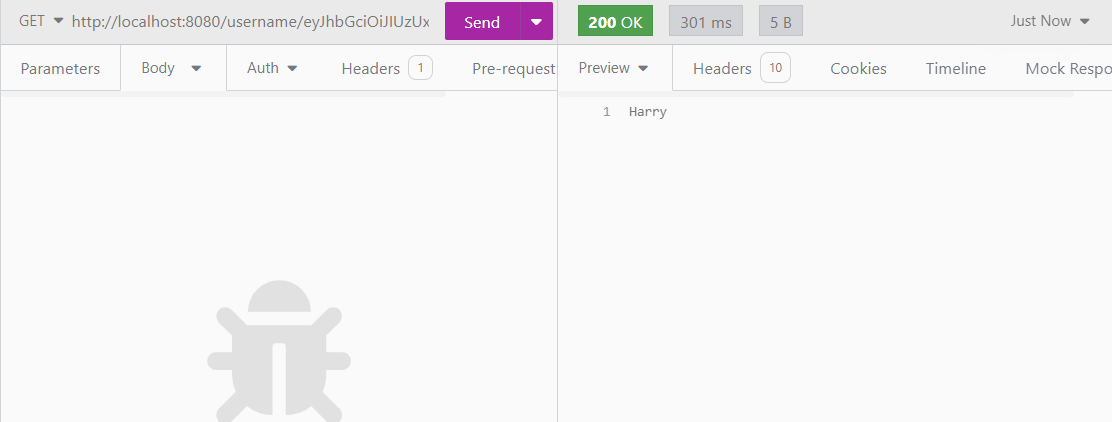 GET http://localhost:8080/username/eyJhbGciOiJIUzUx Send 200 OK 301 ms 5 B Just Now
Parameters Body Auth Headers 1 Pre-request Preview Headers 10 Cookies Timeline Mock Respo
1 Harry